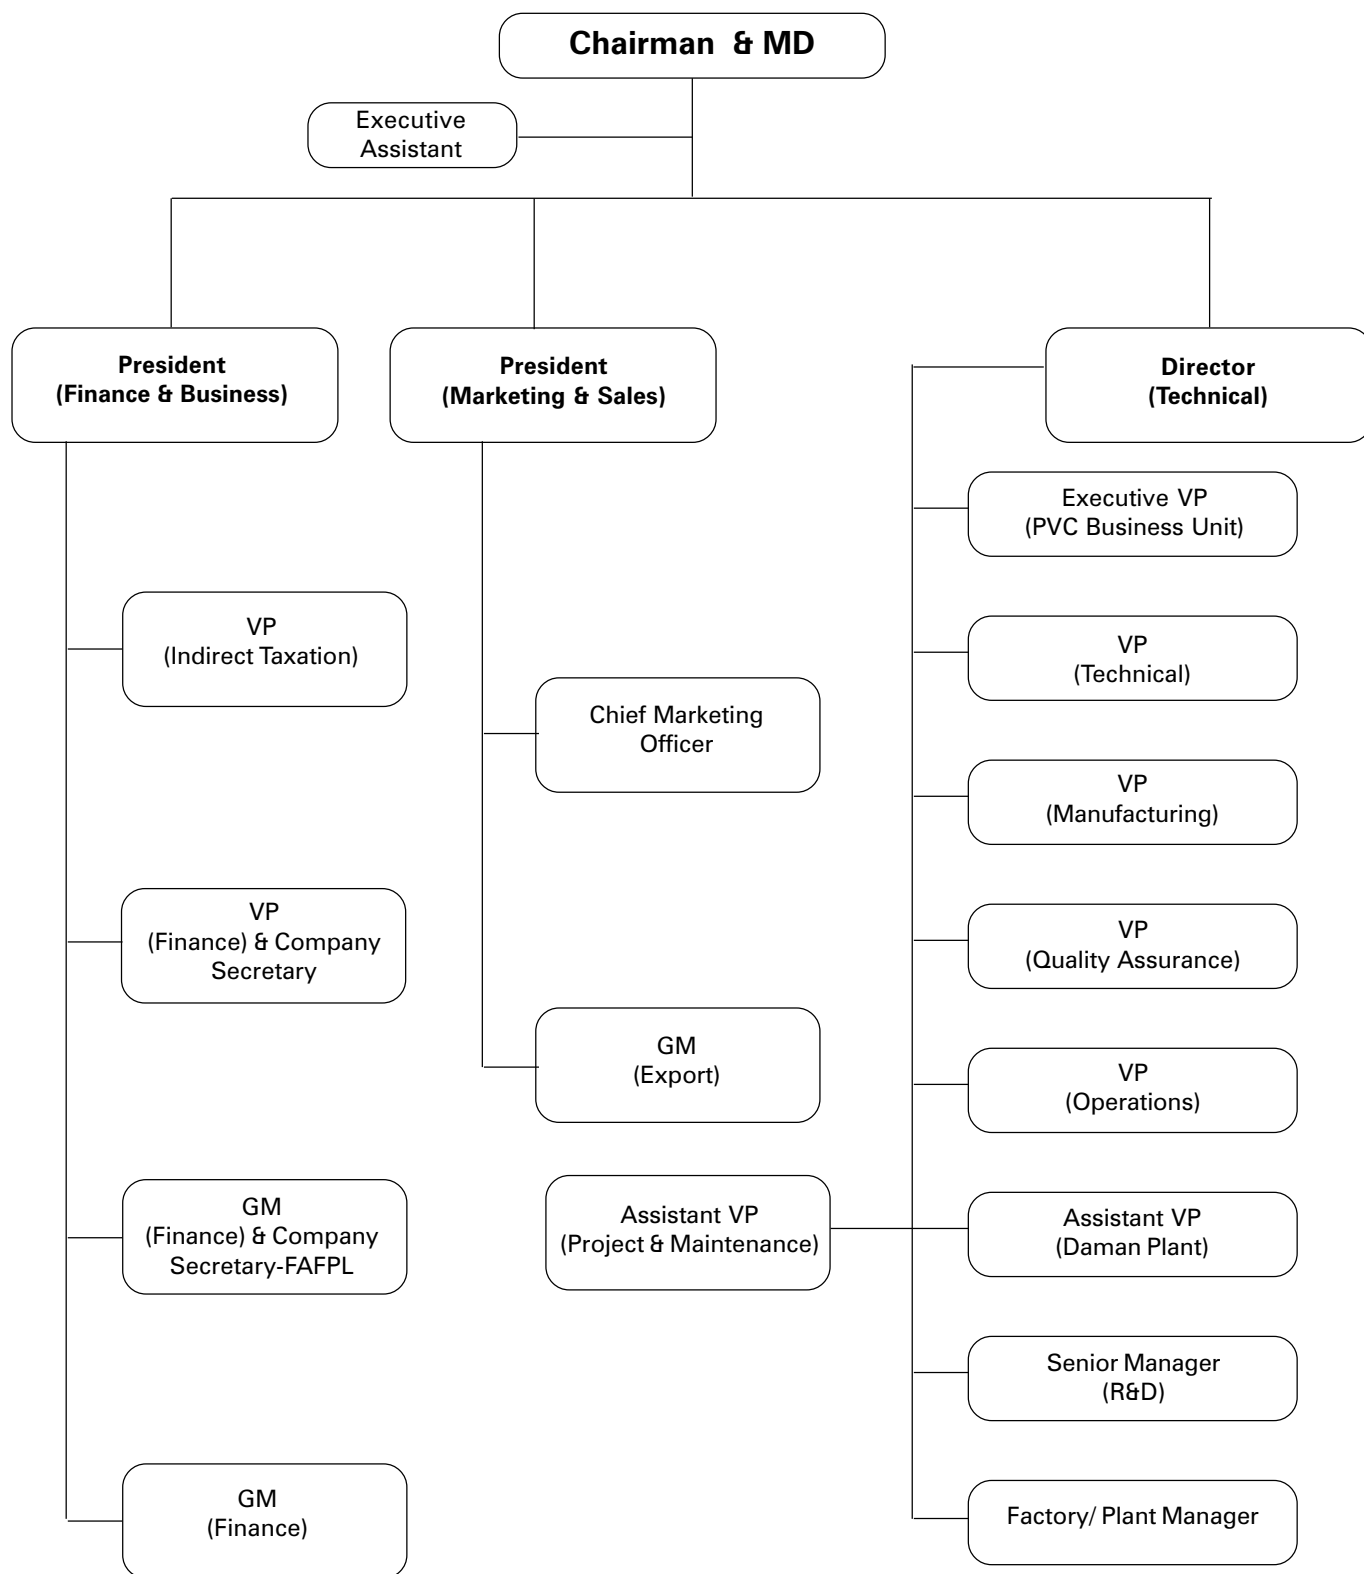 Chairman & MD
Executive
Assistant
President
(Finance & Business)
President
(Marketing & Sales)
Director
(Technical)
Executive VP
(PVC Business Unit)
VP
(Indirect Taxation)
VP
(Technical)
Chief Marketing
Officer
VP
(Manufacturing)
VP
(Finance) & Company
Secretary
VP
(Quality Assurance)
GM
(Export)
VP
(Operations)
GM
(Finance) & Company
Secretary-FAFPL
Assistant VP
(Project & Maintenance)
Assistant VP
(Daman Plant)
Senior Manager
(R&D)
GM
(Finance)
Factory/ Plant Manager